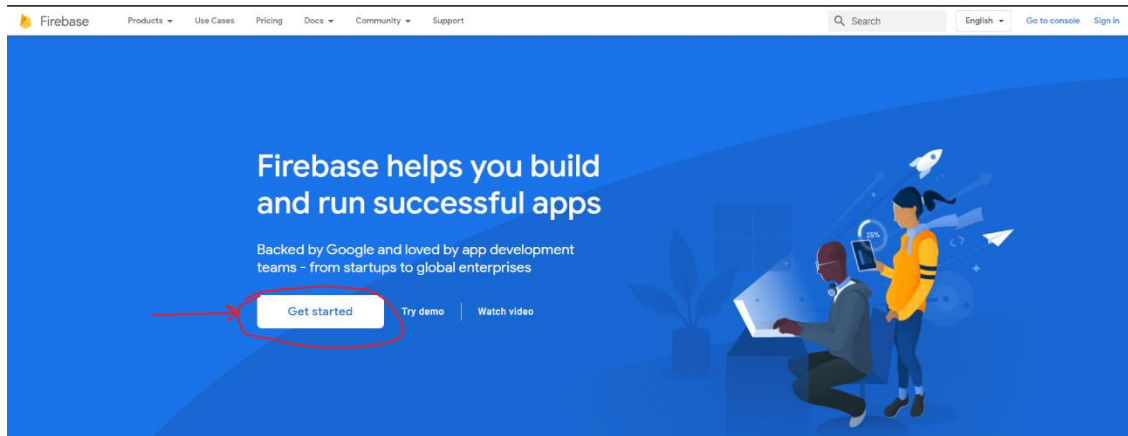 Firebase Products Use Cases Pricing Docs Community Support Search English Go to console Sign in
Firebase helps you build
and run successful apps
Backed by Google and loved by app development
teams - from startups to global enterprises
Get started Try demo Watch video
25%